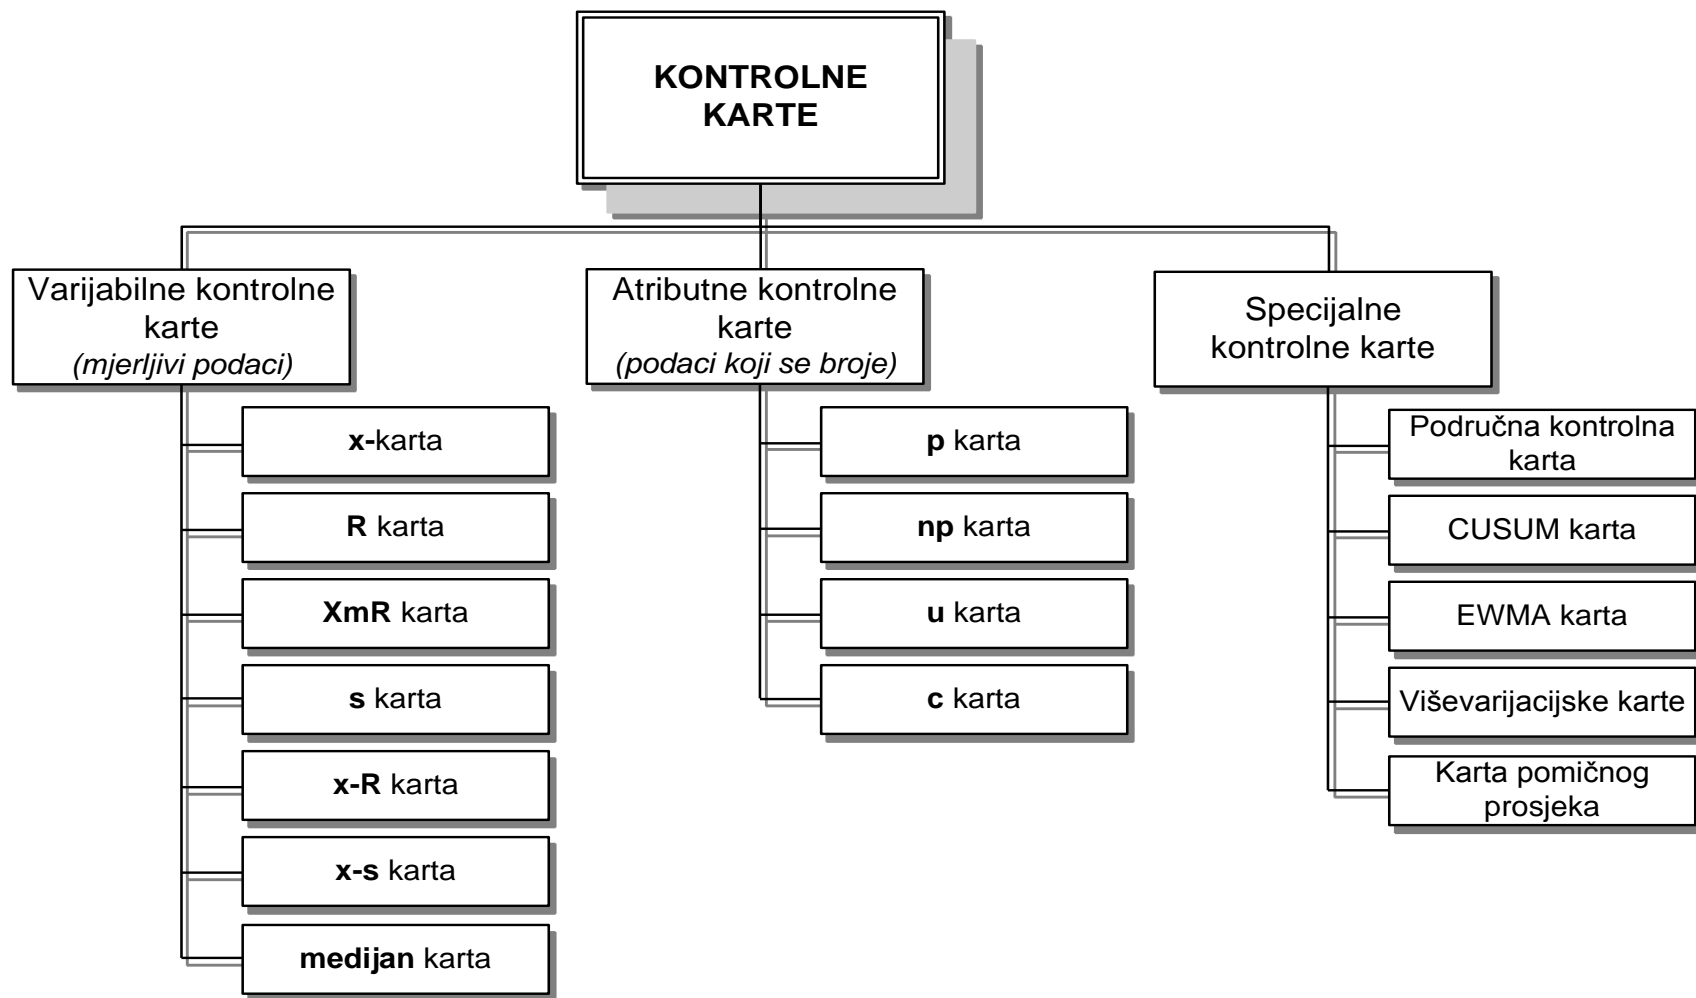 KONTROLNE
KARTE
Varijabilne kontrolne
karte
(mjerljivi podaci)
x-karta
R karta
XmR karta
s karta
x-R karta
x-s karta
medijan karta
Atributne kontrolne
karte
(podaci koji se broje)
p karta
np karta
u karta
c karta
Specijalne
kontrolne karte
Područna kontrolna
karta
CUSUM karta
EWMA karta
Viševarijacijske karte
Karta pomičnog
prosjeka